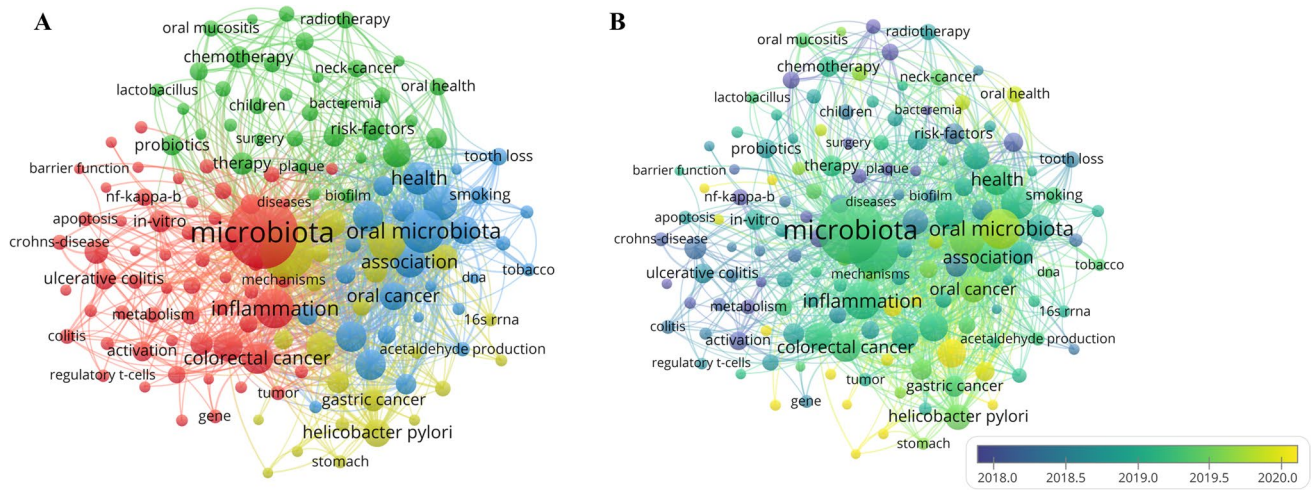 A
oral mucositis
radiotherapy
chemotherapy
neck-cancer
oral health
lactobacillus
children
bacteremia
risk-factors
surgery
probiotics
therapy
plaque
tooth loss
barrier function
health
nf-kappa-b
biofilm
smoking
diseases
apoptosis
in-vitro
microbiota
oral microbiota
crohns-disease
association
ulcerative colitis
mechanisms
dna
tobacco
oral cancer
inflammation
metabolism
16s rrna
colitis
activation
colorectal cancer
acetaldehyde production
regulatory t-cells
tumor
gastric cancer
gene
helicobacter pylori
stomach
B
oral mucositis
radiotherapy
chemotherapy
neck-cancer
oral health
lactobacillus
children
bacteremia
risk-factors
surgery
probiotics
therapy
plaque
tooth loss
barrier function
health
nf-kappa-b
biofilm
smoking
diseases
apoptosis
in-vitro
microbiota
oral microbiota
crohns-disease
association
ulcerative colitis
mechanisms
dna
tobacco
oral cancer
inflammation
metabolism
16s rrna
colitis
activation
colorectal cancer
acetaldehyde production
regulatory t-cells
tumor
gastric cancer
gene
helicobacter pylori
stomach
2018.0 2018.5 2019.0 2019.5 2020.0